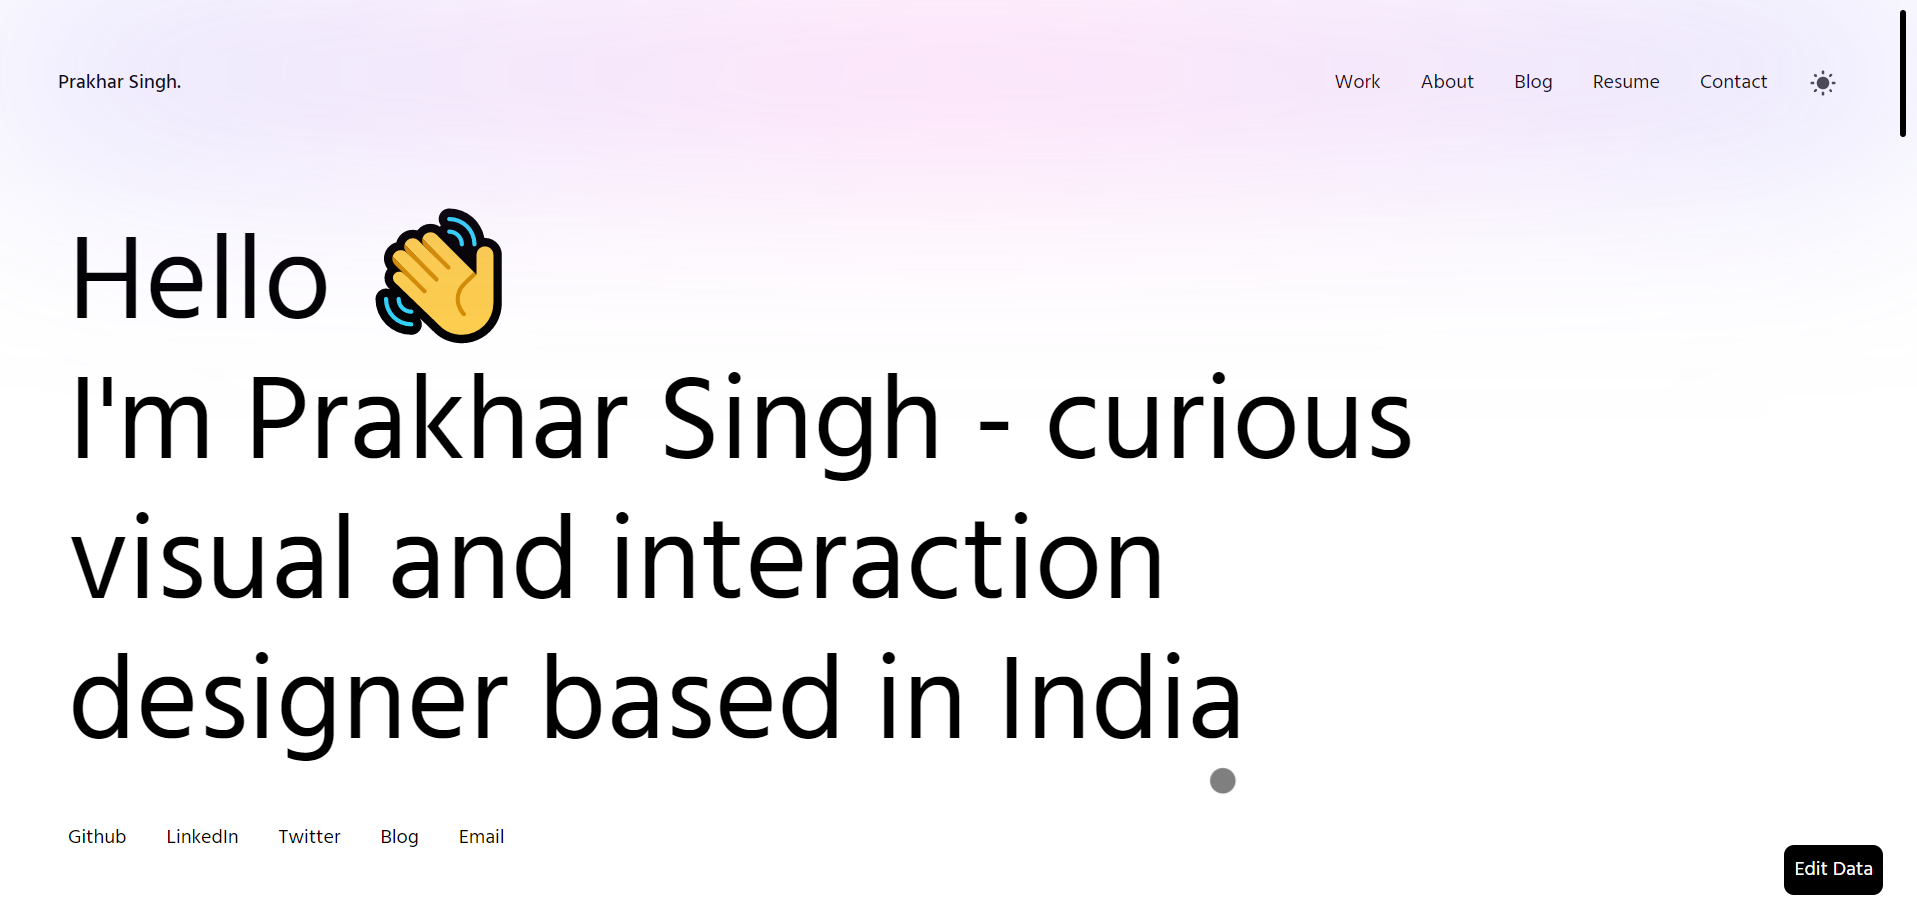 Prakhar Singh.
Work About Blog Resume Contact
Hello
I'm Prakhar Singh - curious
visual and interaction
designer based in India
Github LinkedIn Twitter Blog Email
Edit Data